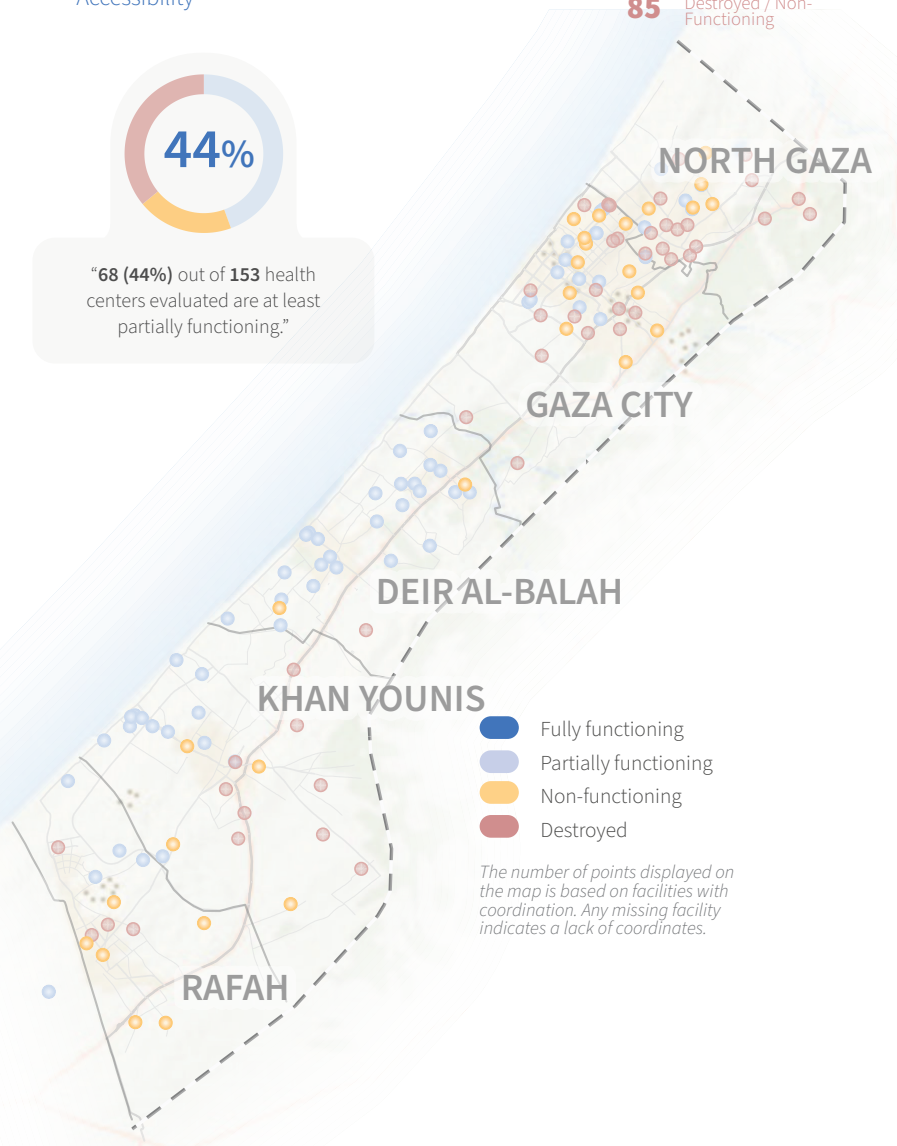 Accessibility
85
Destroyed / Non-
Functioning
44%
“68 (44%) out of 153 health
centers evaluated are at least
partially functioning.”
NORTH GAZA
GAZA CITY
DEIR AL-BALAH
KHAN YOUNIS
Fully functioning
Partially functioning
Non-functioning
Destroyed
The number of points displayed on
the map is based on facilities with
coordination. Any missing facility
indicates a lack of coordinates.
RAFAH